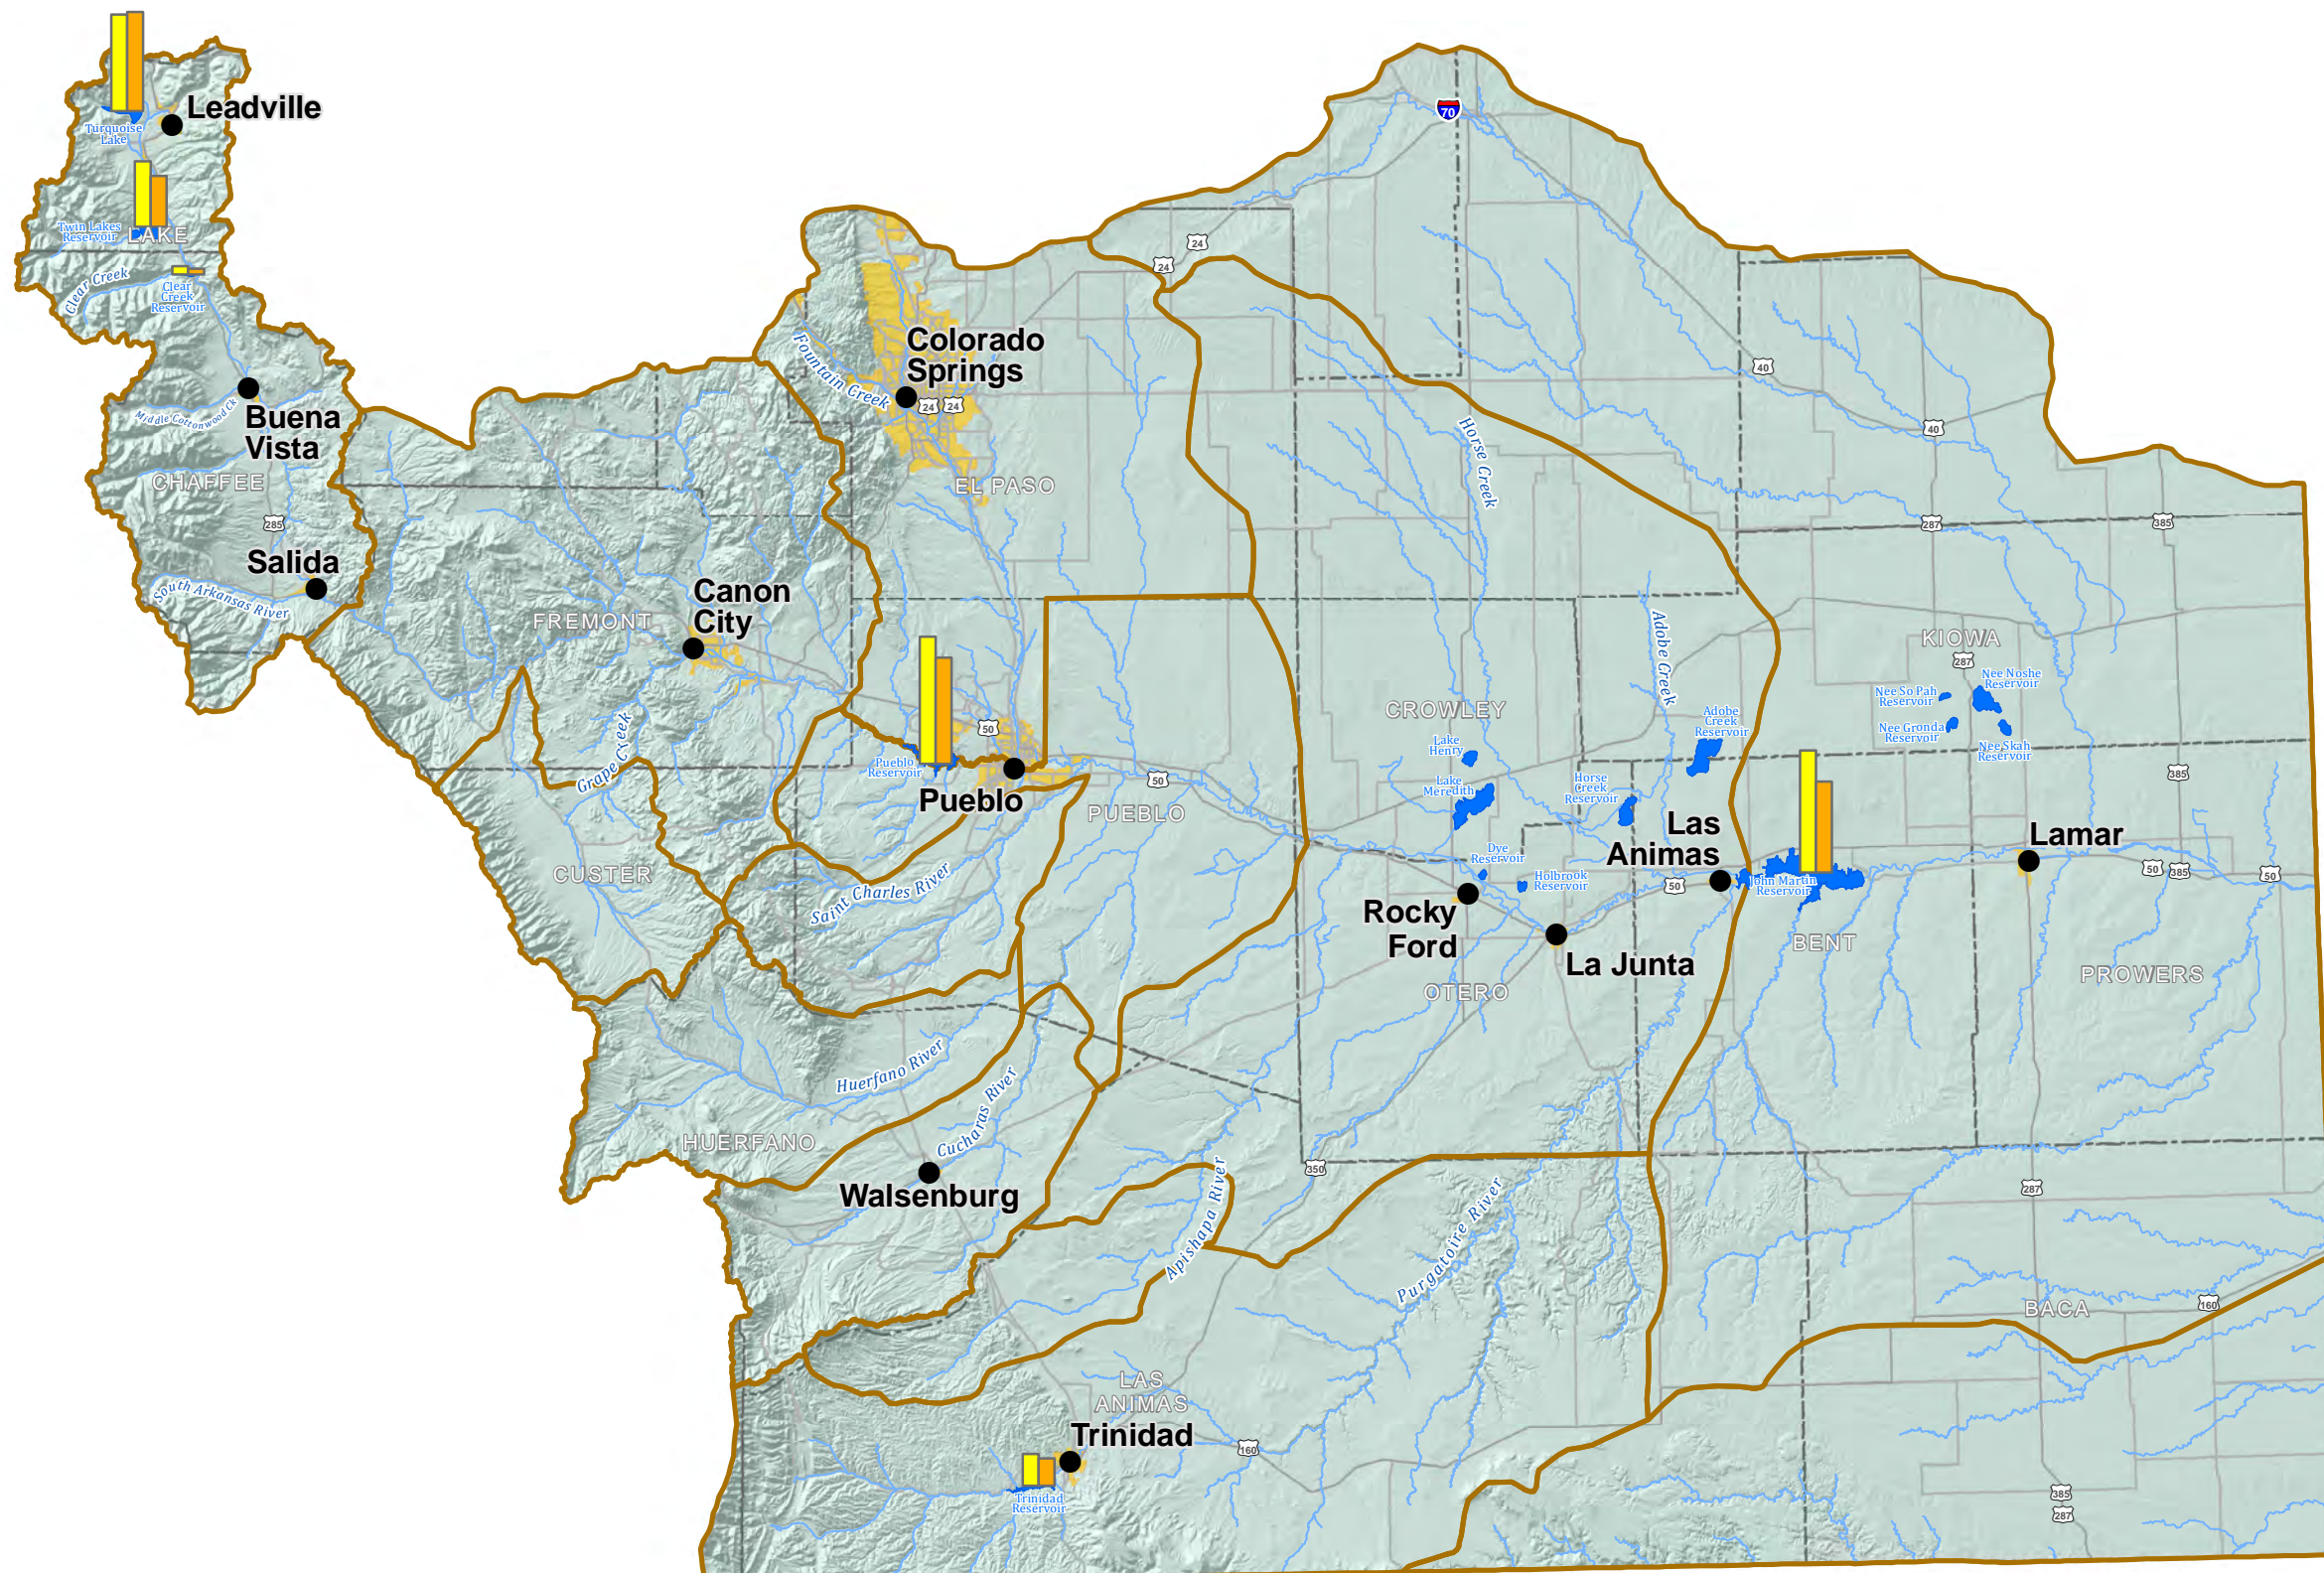 Leadville
Turquoise
Lake
Twin Lakes
Reservoir
LAKE
Clear Creek
Clear
Creek
Reservoir
Buena
Vista
Middle Cottonwood Ck
CHAFFEE
285
Salida
South Arkansas River
FREMONT
Canon
City
Grape Creek
CUSTER
Fountain Creek
Colorado
Springs
24
24
EL PASO
24
24
70
40
40
287
385
Horse Creek
Adobe Creek
KIOWA
287
Nee Noshe
Reservoir
Nee So Pah
Reservoir
Nee Gronda
Reservoir
Nee Skah
Reservoir
CROWLEY
Lake
Henry
Lake
Meredith
Adobe
Creek
Reservoir
Horse
Creek
Reservoir
385
50
Pueblo
Reservoir
Pueblo
50
PUEBLO
Las
Animas
Lamar
Dye
Reservoir
Holbrook
Reservoir
50
John Martin
Reservoir
50
385
50
Rocky
Ford
La Junta
OTERO
BENT
PROWERS
Saint Charles River
Huerfano River
Cucharas River
HUERFANO
Walsenburg
350
Apishapa River
Purgatoire River
287
160
BACA
LAS
ANIMAS
Trinidad
160
Trinidad
Reservoir
385
287